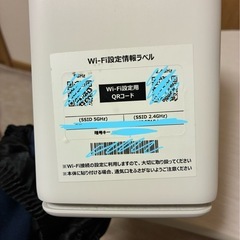 Wi-Fi設定情報ラベル
Wi-Fi設定用
QRコード
(SSID 5GHz)
(SSID 2.4GHz)
暗号キー
※Wi-Fi接続の設定に利用しますので、大切に取り扱ってください
※本体に貼り付ける場合、通気口をふさがないようご注意ください